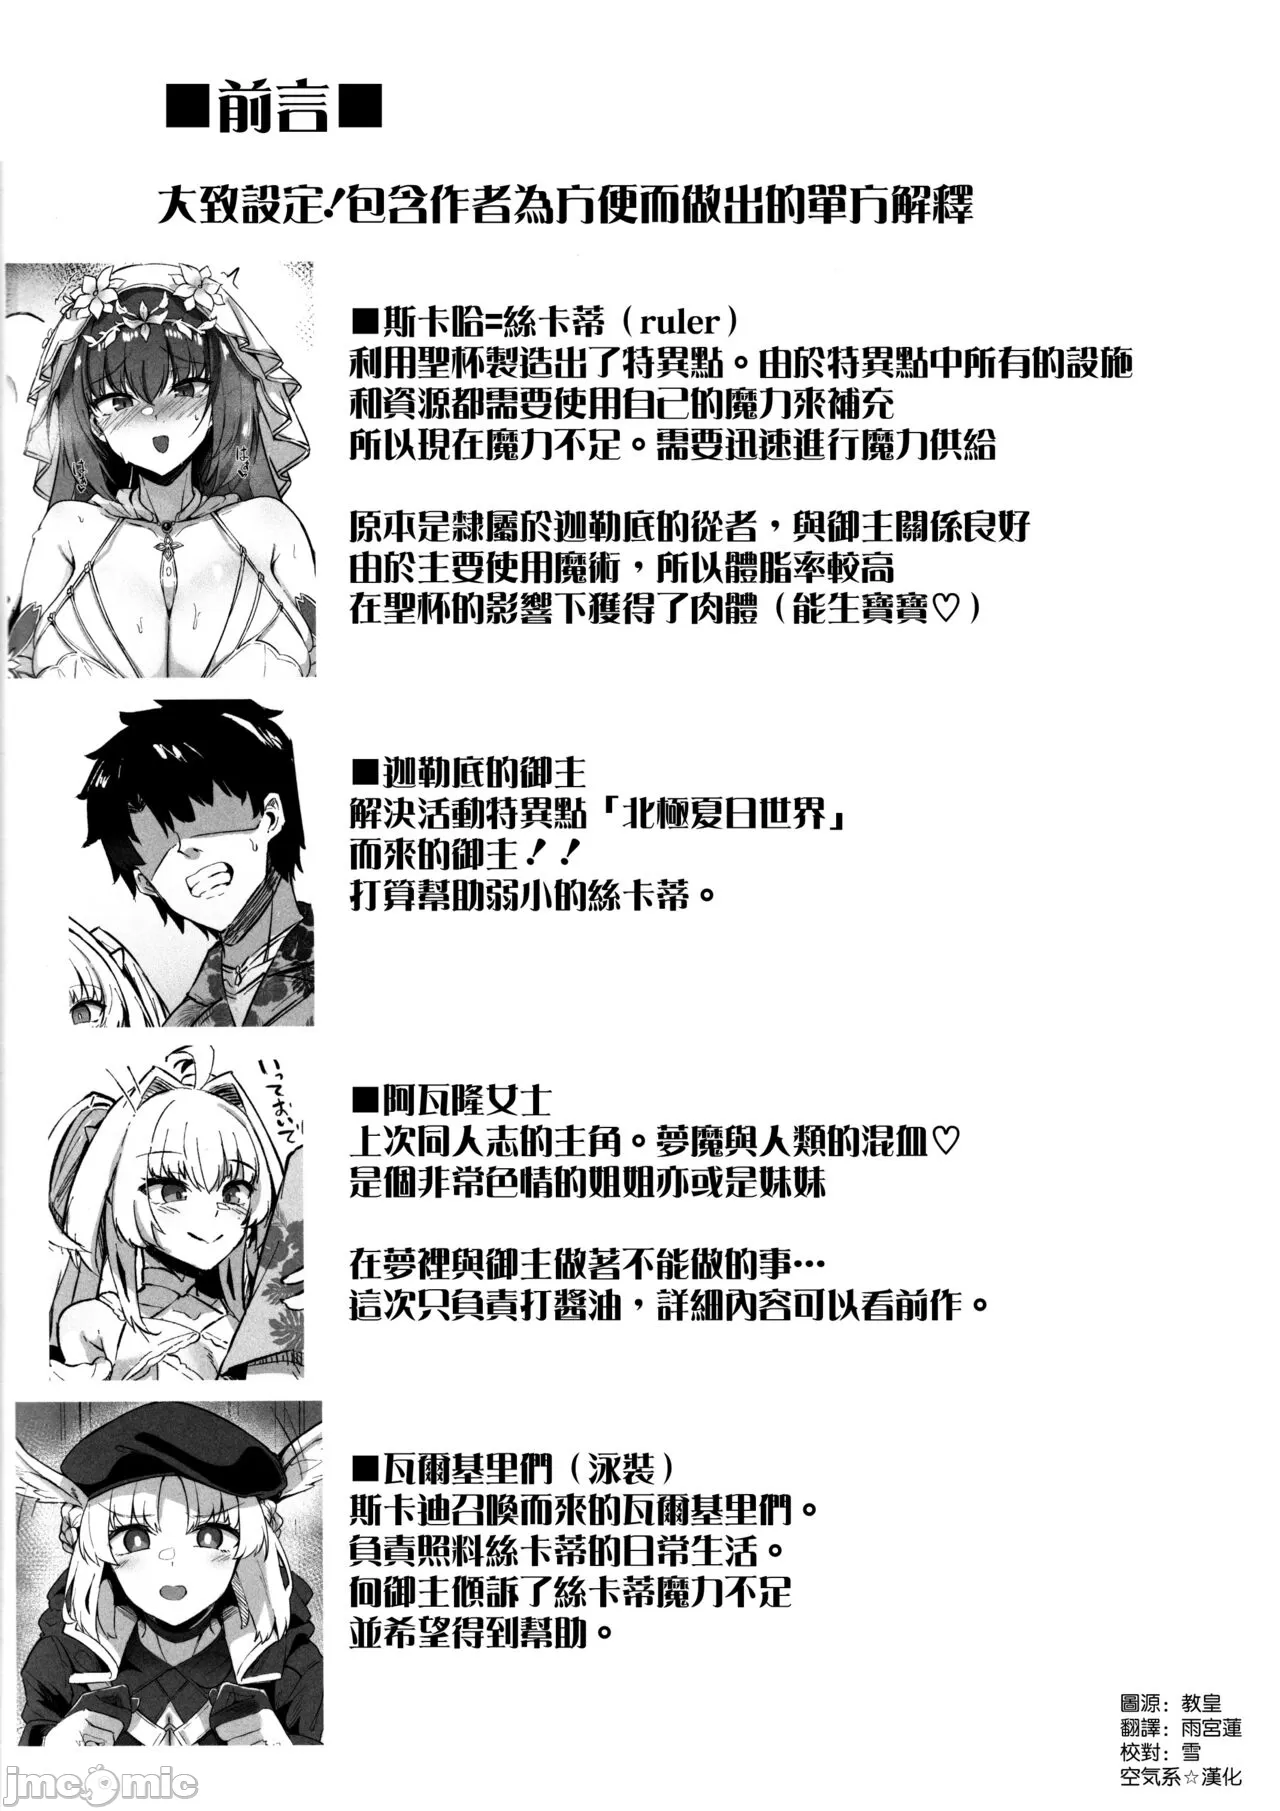 ■前言■
大致設定！包含作者為方便而做出的單方解釋
■斯卡哈=絲卡蒂（ruler）
利用聖杯製造出了特異點。由於特異點中所有的設施
和資源都需要使用自己的魔力來補充
所以現在魔力不足。需要迅速進行魔力供給
原本是隸屬於迦勒底的從者，與御主關係良好
由於主要使用魔術，所以體脂率較高
在聖杯的影響下獲得了肉體（能生寶寶♡）
はぁ
はぁ
■迦勒底的御主
解決活動特異點「北極夏日世界」
而來的御主！！
打算幫助弱小的絲卡蒂。
いっておいで
■阿瓦隆女士
上次同人志的主角。夢魔與人類的混血♡
是個非常色情的姐姐亦或是妹妹
在夢裡與御主做著不能做的事…
這次只負責打醬油，詳細內容可以看前作。
■瓦爾基里們（泳裝）
斯卡迪召喚而來的瓦爾基里們。
負責照料絲卡蒂的日常生活。
向御主傾訴了絲卡蒂魔力不足
並希望得到幫助。
圖源：教皇
翻譯：雨宮蓮
校對：雪
空気系☆漢化
jmcomic